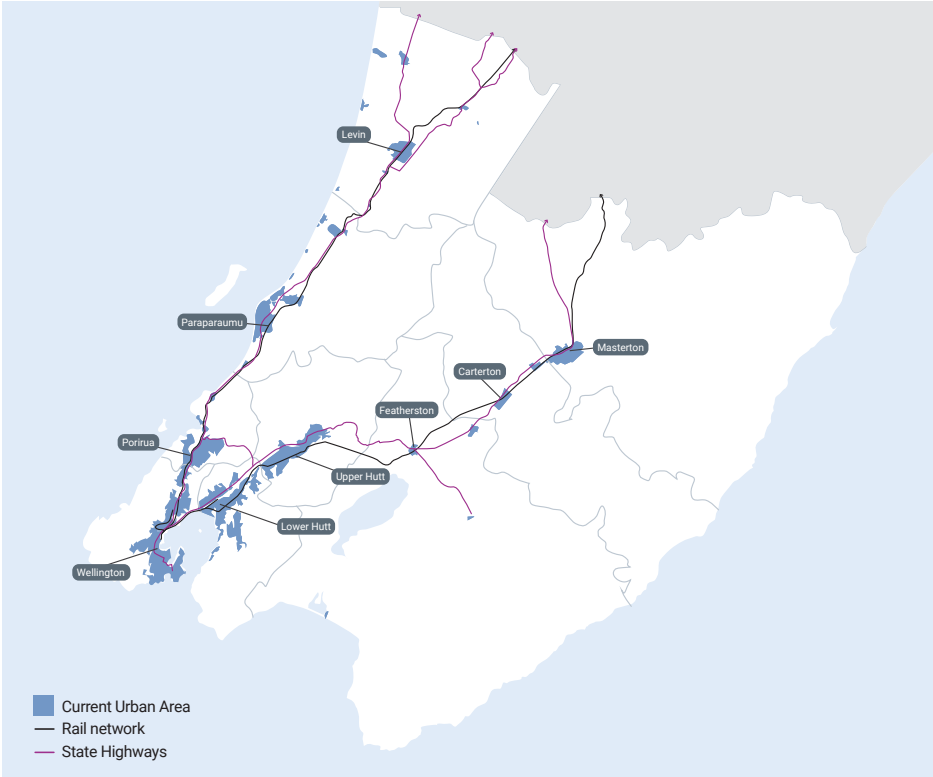 Levin
Paraparaumu
Masterton
Carterton
Featherston
Porirua
Upper Hutt
Lower Hutt
Wellington
Current Urban Area
Rail network
State Highways